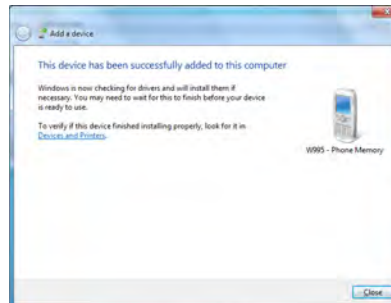 Add a device
This device has been successfully added to this computer
Windows is now checking for drivers and will install them if
necessary. You may need to wait for this to finish before your device
is ready to use.
To verify if this device finished installing properly, look for it in
Devices and Printers.
W995 - Phone Memory
Close